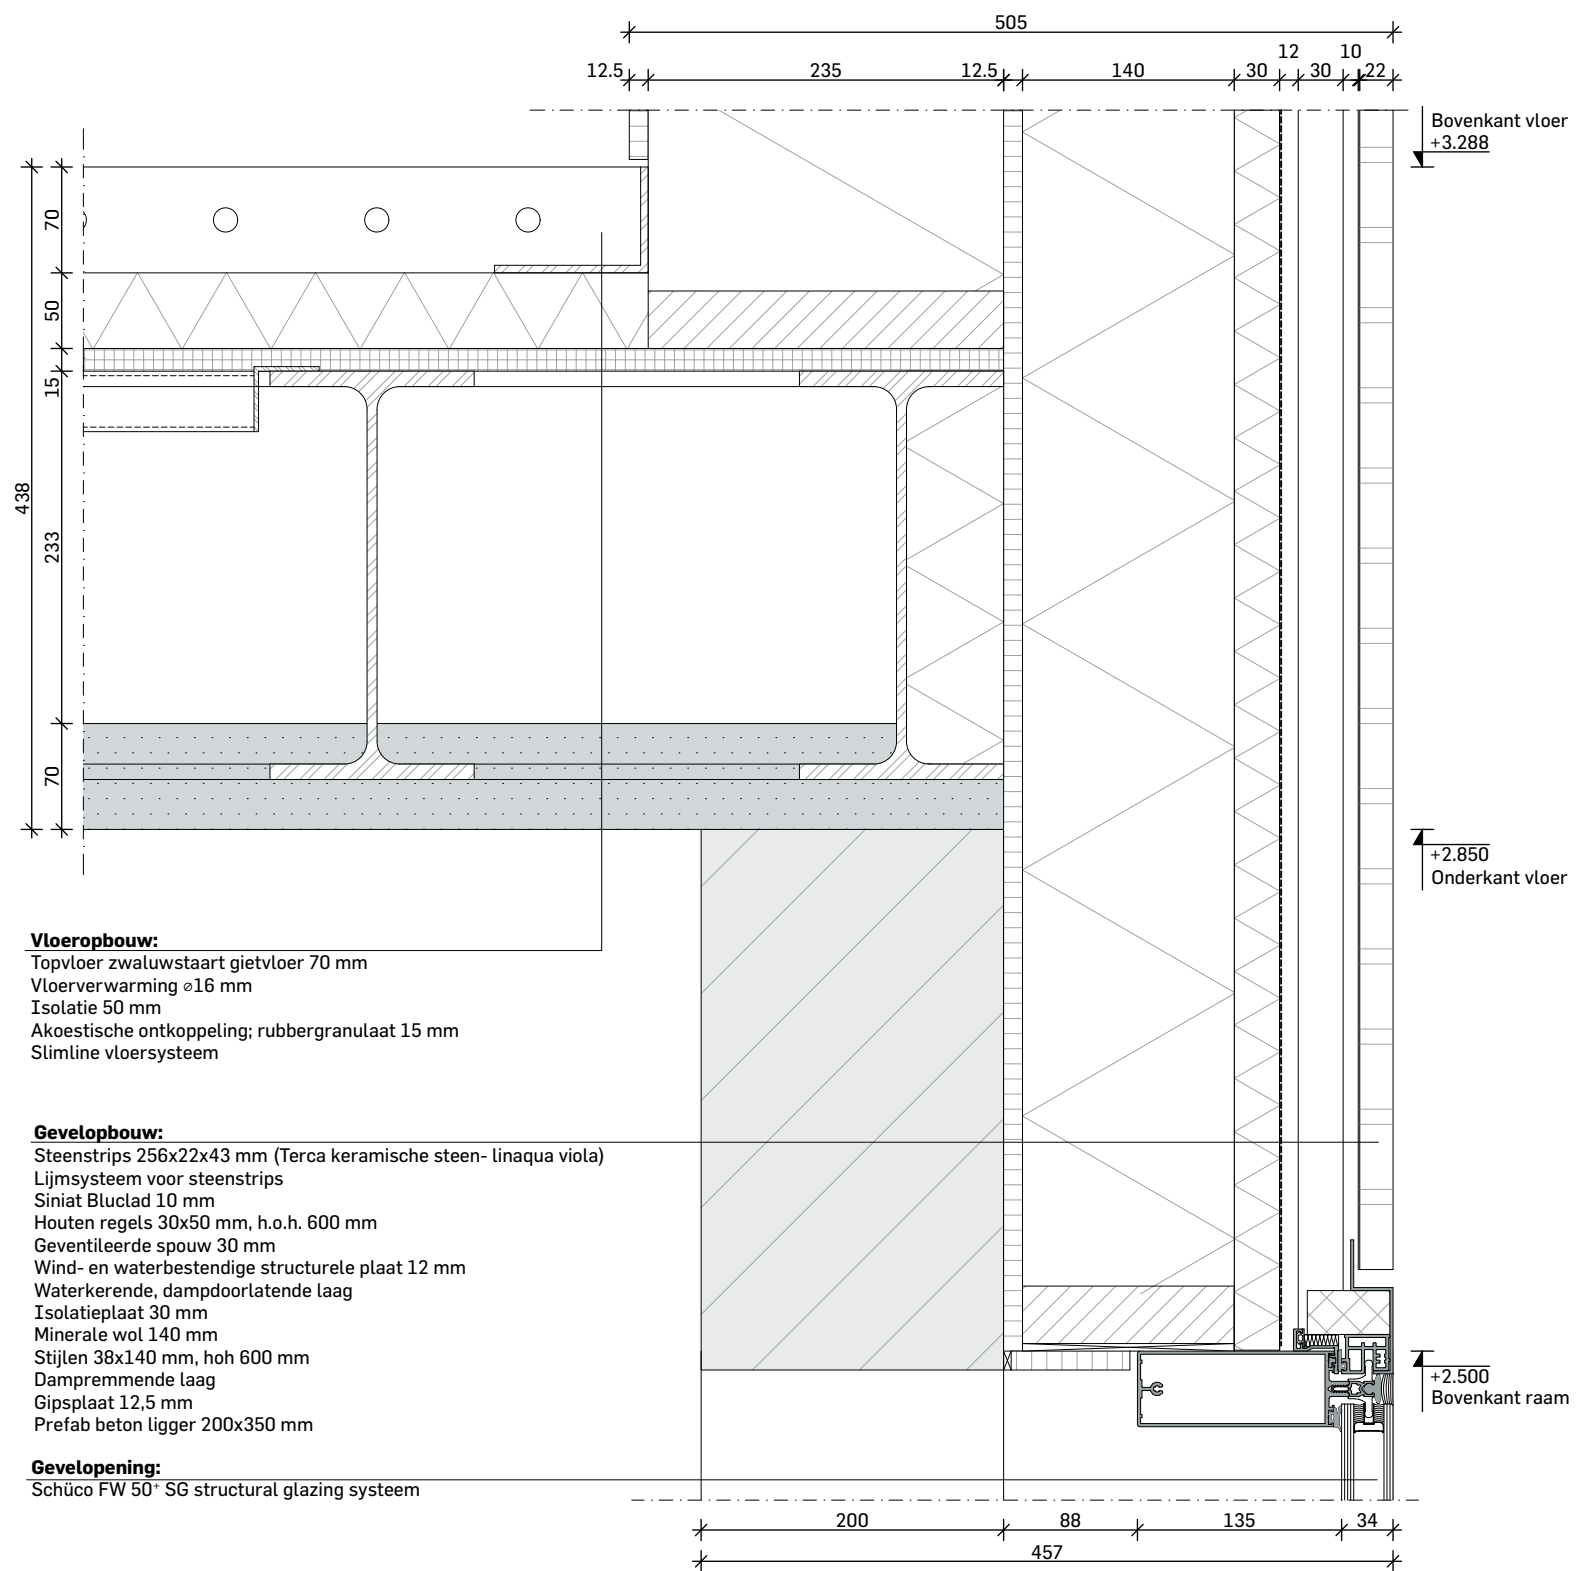 505
12 10
12.5 235 12.5 140 30 30 22
Bovenkant vloer
+3.288
70
50
15
438
233
70
+2.850
Onderkant vloer
Vloeropbouw:
Topvloer zwaluwstaart gietvloer 70 mm
Vloerverwarming ⌀16 mm
Isolatie 50 mm
Akoestische ontkoppeling; rubbergranulaat 15 mm
Slimline vloersysteem
Gevelopbouw:
Steenstrips 256x22x43 mm (Terca keramische steen- linaqua viola)
Lijmsysteem voor steenstrips
Siniat Bluclad 10 mm
Houten regels 30x50 mm, h.o.h. 600 mm
Geventileerde spouw 30 mm
Wind- en waterbestendige structurele plaat 12 mm
Waterkerende, dampdoorlatende laag
Isolatieplaat 30 mm
Minerale wol 140 mm
Stijlen 38x140 mm, hoh 600 mm
Dampremmende laag
Gipsplaat 12,5 mm
Prefab beton ligger 200x350 mm
+2.500
Bovenkant raam
Gevelopening:
Schüco FW 50⁺ SG structural glazing systeem
200 88 135 34
457